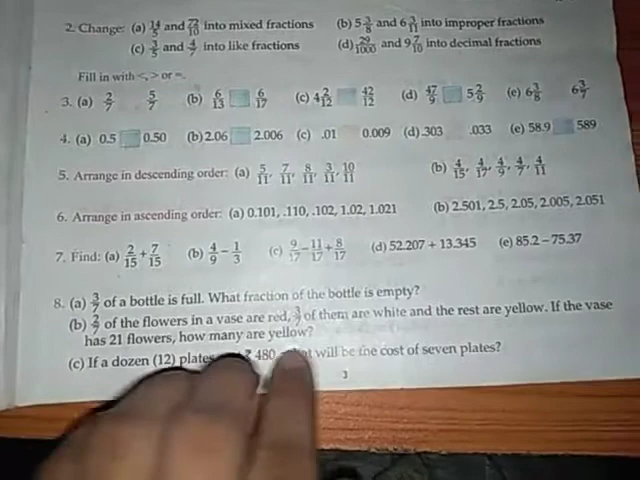 2. Change: (a) 14/5 and 72/10 into mixed fractions (b) 5 3/8 and 6 3/11 into improper fractions
(c) 3/5 and 4/7 into like fractions (d) 29/1000 and 9 7/10 into decimal fractions
Fill in with <, > or =.
3. (a) 2/7 5/7 (b) 6/13 6/17 (c) 4 2/12 42/12 (d) 47/9 5 2/9 (e) 6 3/8 6 3/7
4. (a) 0.5 0.50 (b) 2.06 2.006 (c) .01 0.009 (d) .303 .033 (e) 58.9 589
5. Arrange in descending order: (a) 5/11, 7/11, 8/11, 3/11, 10/11 (b) 4/15, 4/17, 4/9, 4/7, 4/11
6. Arrange in ascending order: (a) 0.101, .110, .102, 1.02, 1.021 (b) 2.501, 2.5, 2.05, 2.005, 2.051
7. Find: (a) 2/15 + 7/15 (b) 4/9 - 1/3 (c) 9/17 - 11/17 + 8/17 (d) 52.207 + 13.345 (e) 85.2 – 75.37
8. (a) 3/7 of a bottle is full. What fraction of the bottle is empty?
(b) 2/7 of the flowers in a vase are red, 3/7 of them are white and the rest are yellow. If the vase
has 21 flowers, how many are yellow?
(c) If a dozen (12) plates ₹ 480 will be the cost of seven plates?
3